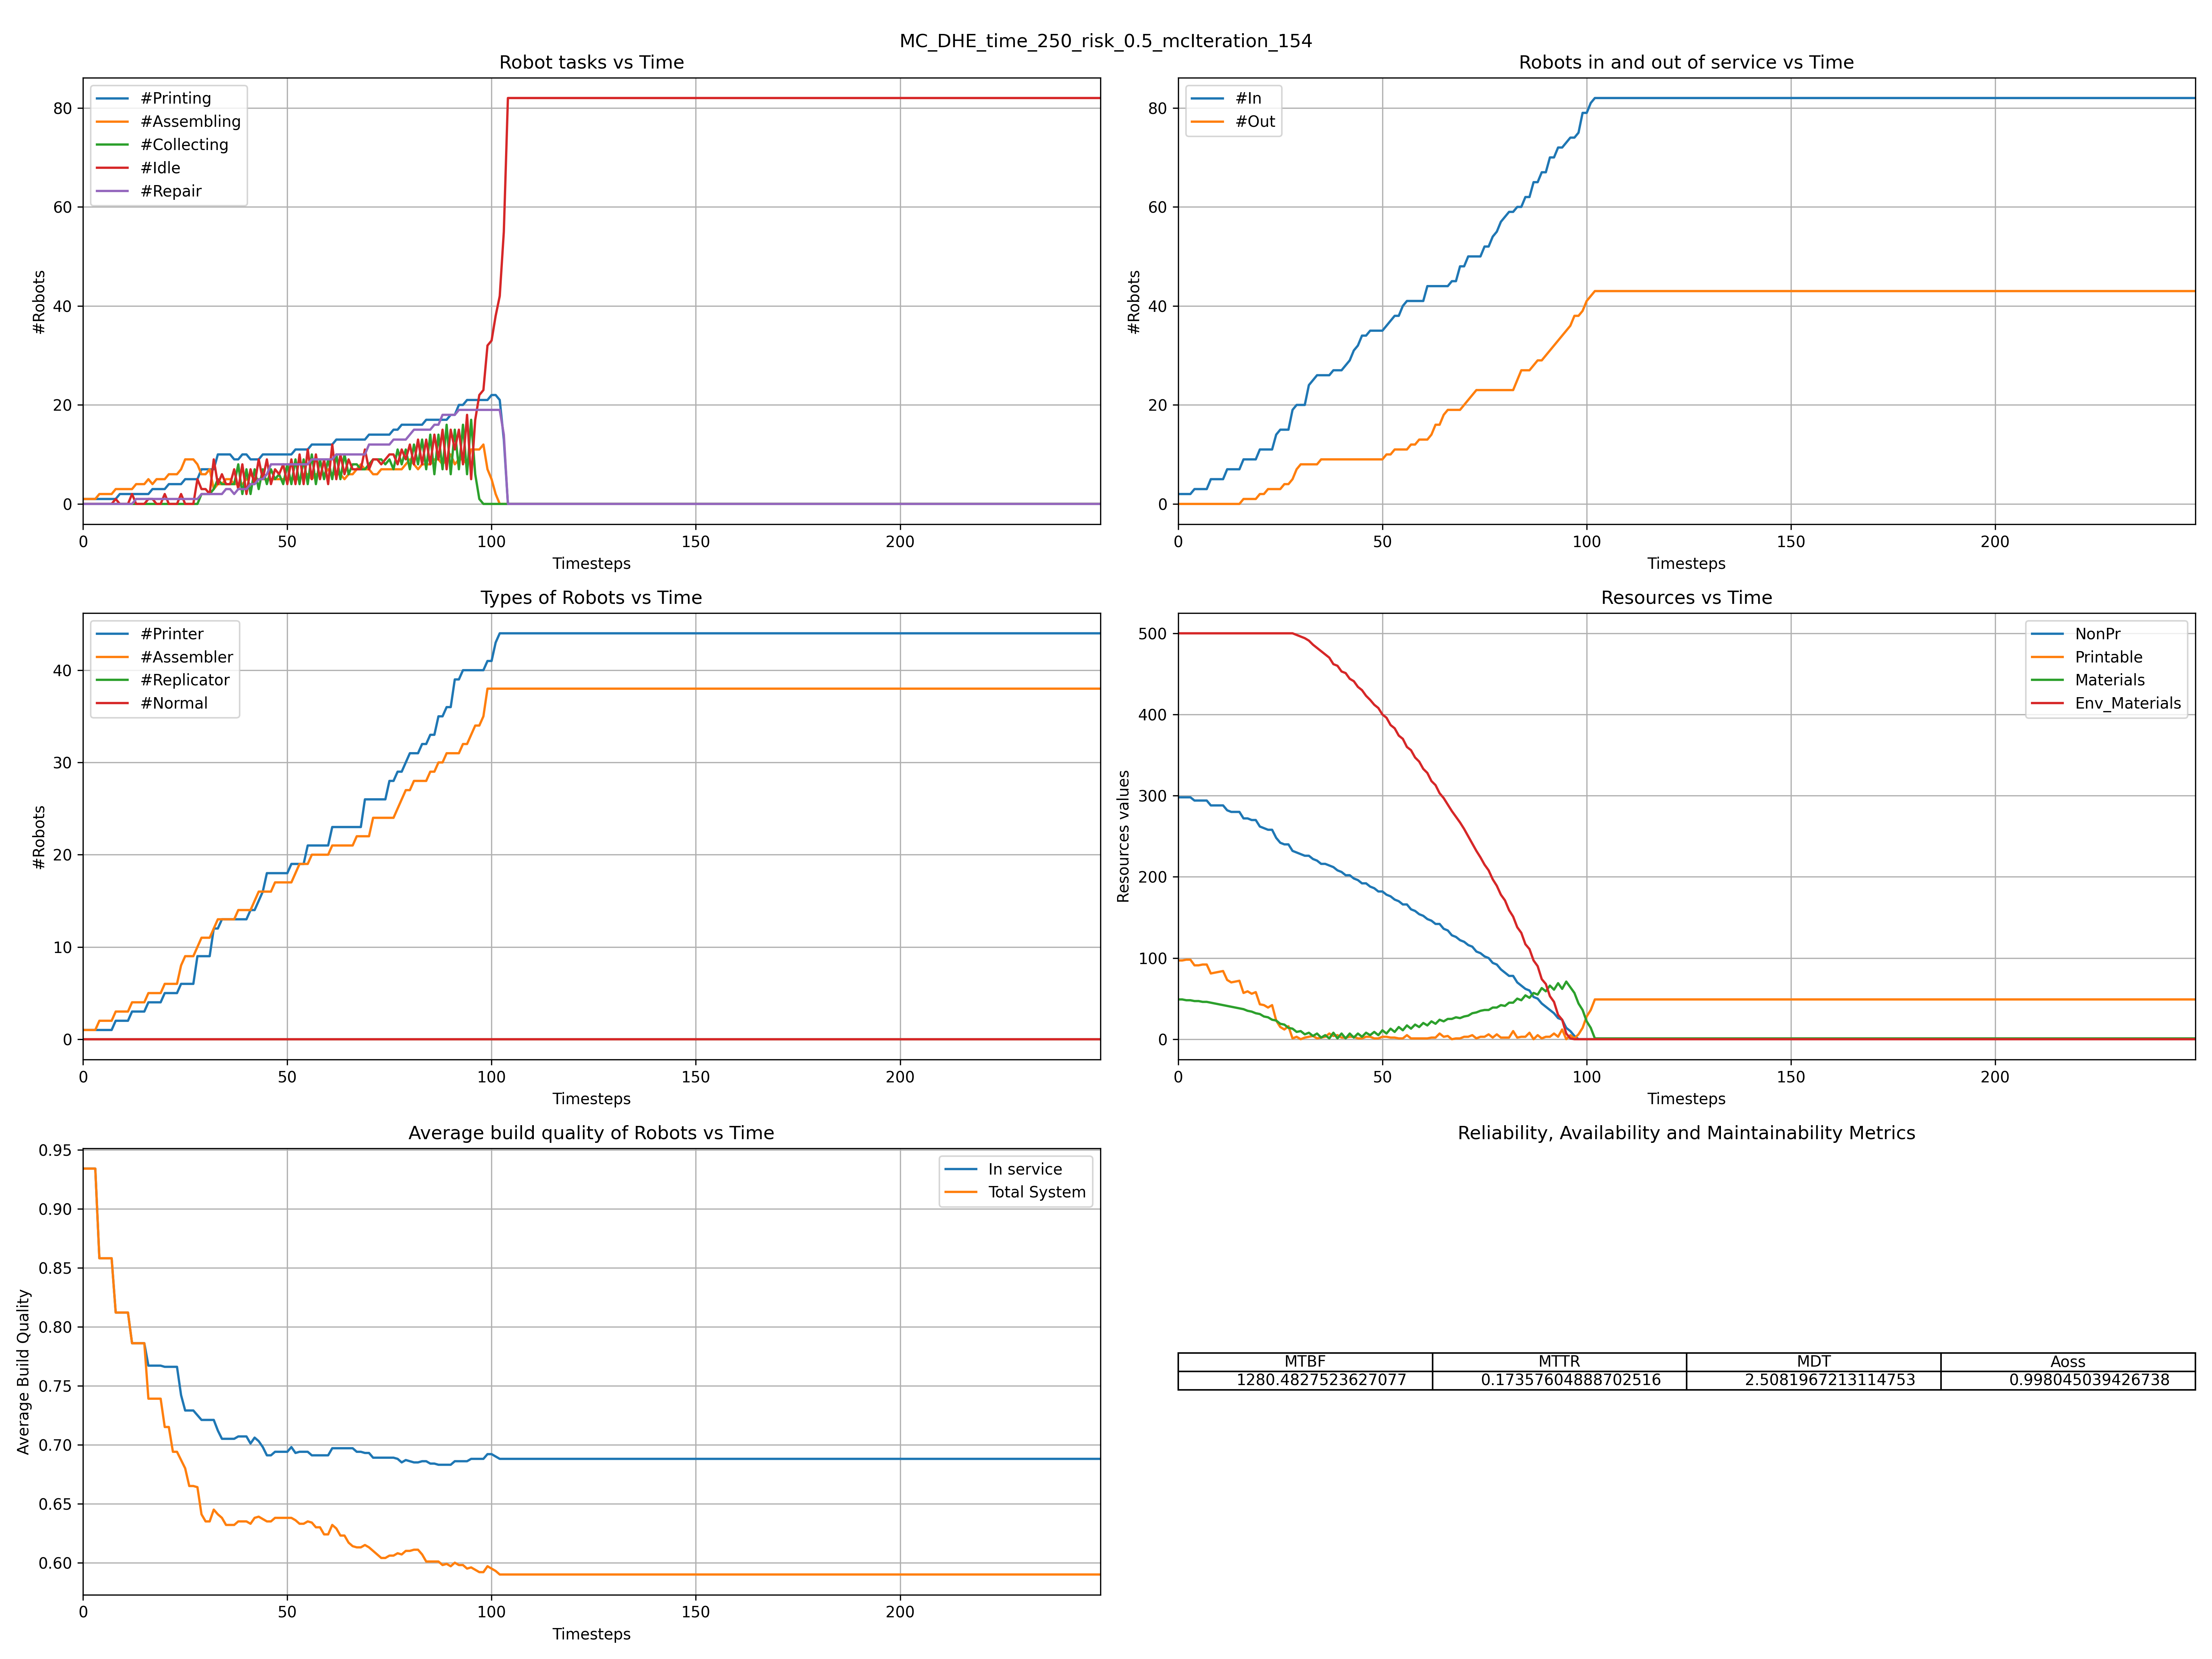 MC_DHE_time_250_risk_0.5_mcIteration_154
Robot tasks vs Time
#Printing
#Assembling
#Collecting
#Idle
#Repair
80
60
40
20
0
#Robots
0 50 100 150 200
Timesteps
Robots in and out of service vs Time
#In
#Out
80
60
40
20
0
#Robots
0 50 100 150 200
Timesteps
Types of Robots vs Time
#Printer
#Assembler
#Replicator
#Normal
40
30
20
10
0
#Robots
0 50 100 150 200
Timesteps
Resources vs Time
NonPr
Printable
Materials
Env_Materials
500
400
300
200
100
0
Resources values
0 50 100 150 200
Timesteps
Average build quality of Robots vs Time
In service
Total System
0.95
0.90
0.85
0.80
0.75
0.70
0.65
0.60
Average Build Quality
0 50 100 150 200
Timesteps
Reliability, Availability and Maintainability Metrics
MTBF MTTR MDT Aoss
1280.4827523627077 0.17357604888702516 2.5081967213114753 0.998045039426738